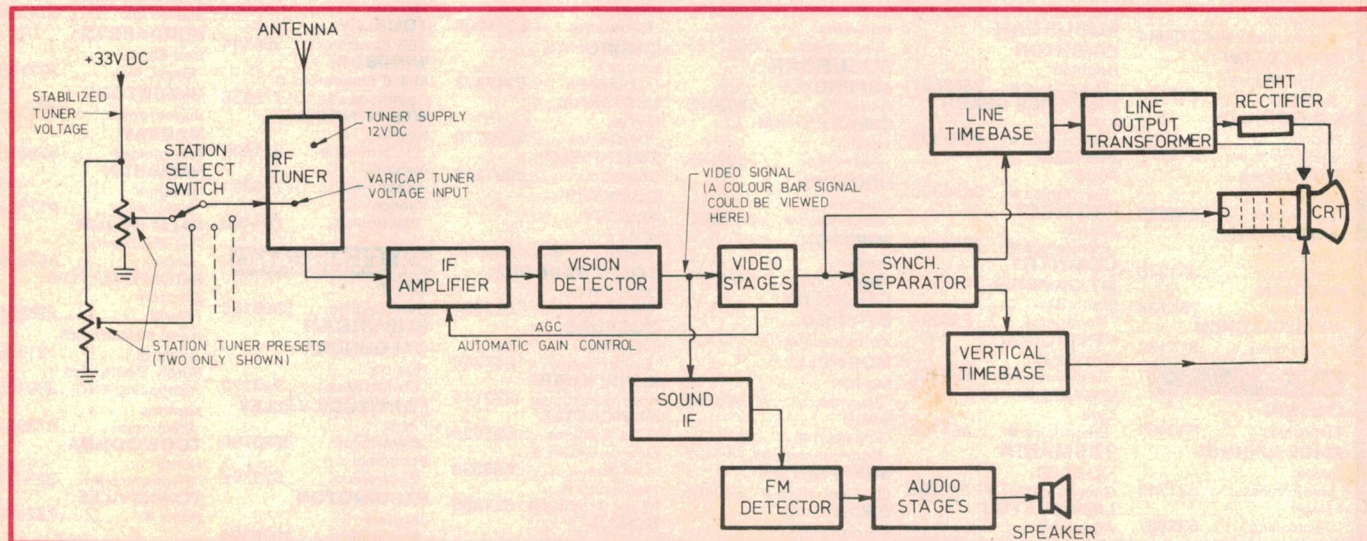 ANTENNA
+33V DC
STABILIZED
TUNER
VOLTAGE
STATION
SELECT
SWITCH
RF
TUNER
TUNER SUPPLY
12V DC
VARICAP TUNER
VOLTAGE INPUT
STATION TUNER PRESETS
(TWO ONLY SHOWN)
IF
AMPLIFIER
VISION
DETECTOR
VIDEO SIGNAL
(A COLOUR BAR SIGNAL
COULD BE VIEWED
HERE)
VIDEO
STAGES
AGC
AUTOMATIC GAIN CONTROL
SYNCH.
SEPARATOR
LINE
TIMEBASE
LINE
OUTPUT
TRANSFORMER
EHT
RECTIFIER
CRT
VERTICAL
TIMEBASE
SOUND
IF
FM
DETECTOR
AUDIO
STAGES
SPEAKER